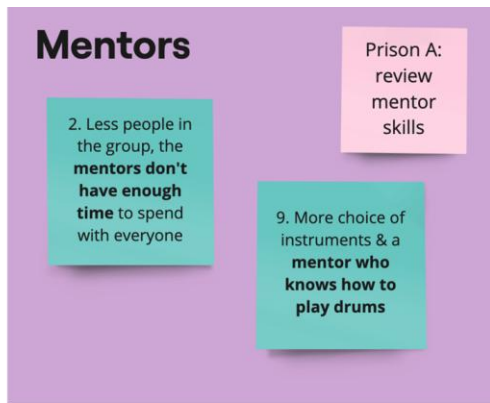 Mentors
Prison A:
review
mentor
skills
2. Less people in
the group, the
mentors don't
have enough
time to spend
with everyone
9. More choice of
instruments & a
mentor who
knows how to
play drums